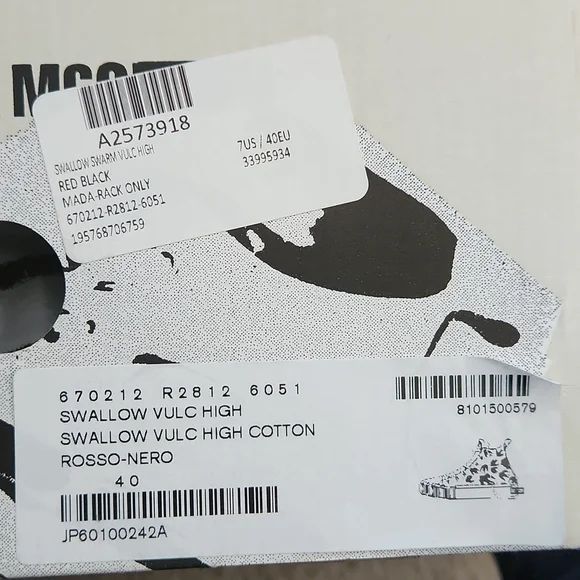 A2573918
SWALLOW SWARM VULC HIGH
RED BLACK
MADA-RACK ONLY
670212-R2812-6051
195768706759
7US / 40EU
33995934
670212 R2812 6051
SWALLOW VULC HIGH
SWALLOW VULC HIGH COTTON
ROSSO-NERO
40
JP60100242A
8101500579